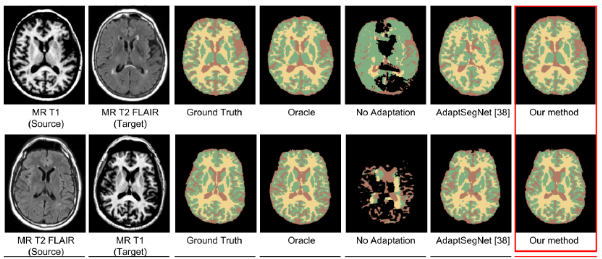 MR T1 (Source)
MR T2 FLAIR (Target)
Ground Truth
Oracle
No Adaptation
AdaptSegNet [38]
Our method
MR T2 FLAIR (Source)
MR T1 (Target)
Ground Truth
Oracle
No Adaptation
AdaptSegNet [38]
Our method